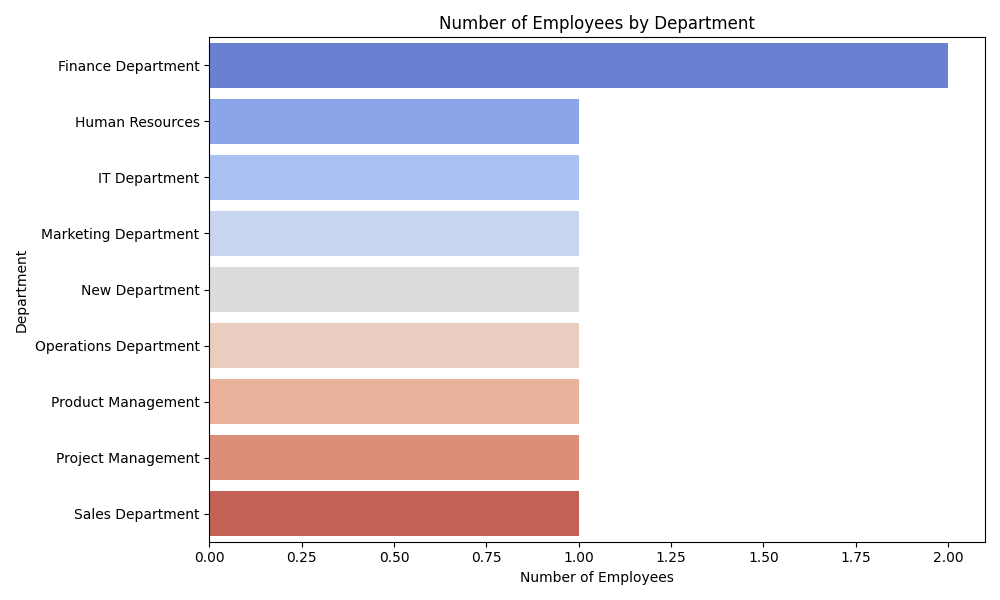 Number of Employees by Department
Finance Department
Human Resources
IT Department
Marketing Department
New Department
Operations Department
Product Management
Project Management
Sales Department
Department
0.00 0.25 0.50 0.75 1.00 1.25 1.50 1.75 2.00
Number of Employees